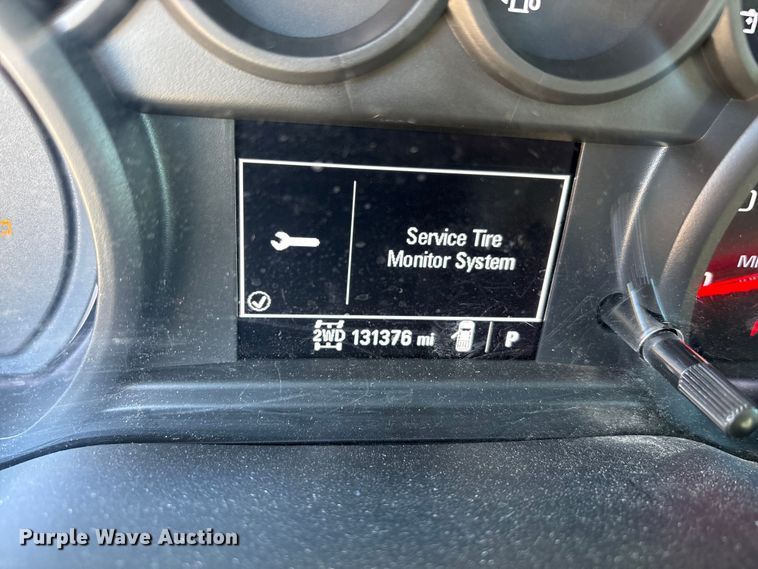 Service Tire
Monitor System
2WD 131376 mi P
Purple Wave Auction